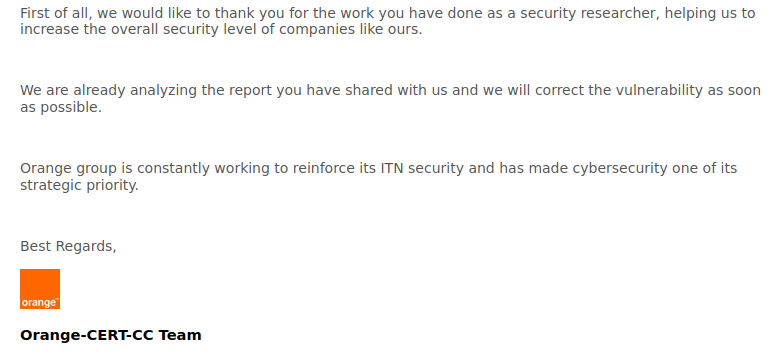 First of all, we would like to thank you for the work you have done as a security researcher, helping us to
increase the overall security level of companies like ours.
We are already analyzing the report you have shared with us and we will correct the vulnerability as soon
as possible.
Orange group is constantly working to reinforce its ITN security and has made cybersecurity one of its
strategic priority.
Best Regards,
orange™
Orange-CERT-CC Team